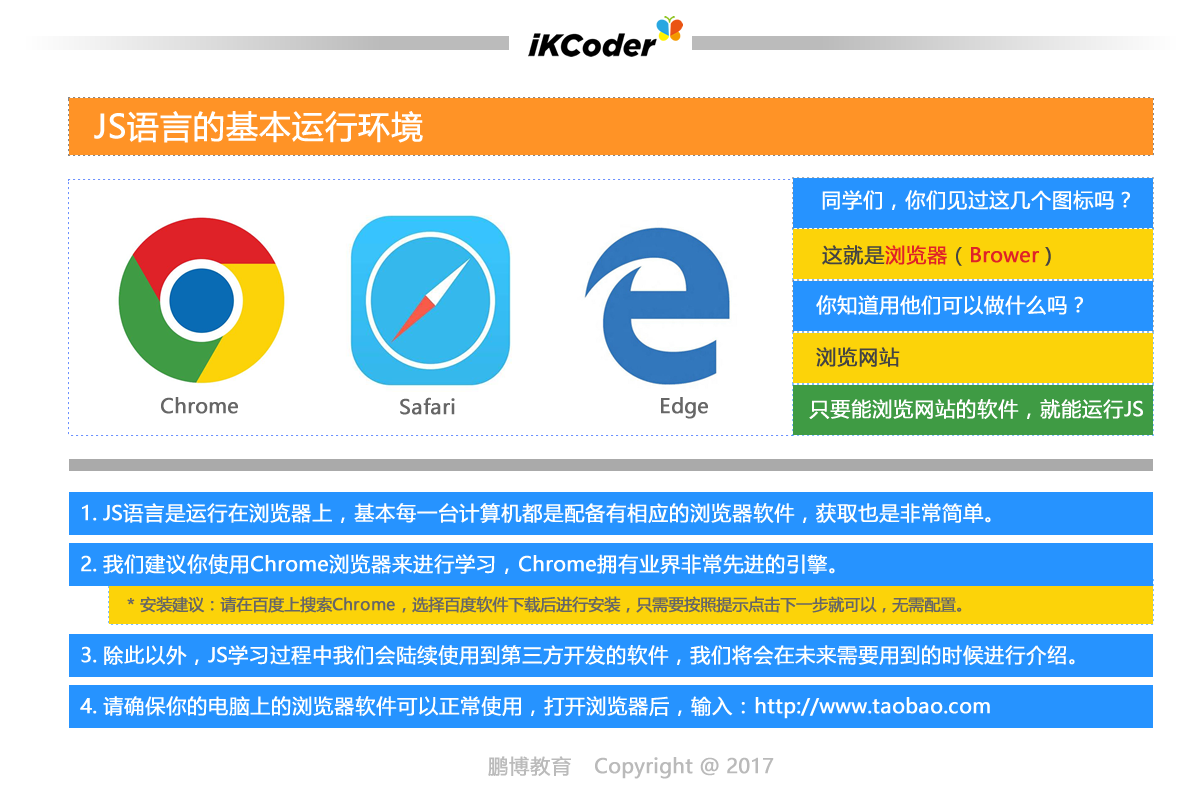 iKCoder
JS语言的基本运行环境
Chrome
Safari
Edge
同学们，你们见过这几个图标吗？
这就是浏览器（Brower）
你知道用他们可以做什么吗？
浏览网站
只要能浏览网站的软件，就能运行JS
1. JS语言是运行在浏览器上，基本每一台计算机都是配备有相应的浏览器软件，获取也是非常简单。
2. 我们建议你使用Chrome浏览器来进行学习，Chrome拥有业界非常先进的引擎。
* 安装建议：请在百度上搜索Chrome，选择百度软件下载后进行安装，只需要按照提示点击下一步就可以，无需配置。
3. 除此以外，JS学习过程中我们会陆续使用到第三方开发的软件，我们将会在未来需要用到的时候进行介绍。
4. 请确保你的电脑上的浏览器软件可以正常使用，打开浏览器后，输入：http://www.taobao.com
鹏博教育 Copyright @ 2017